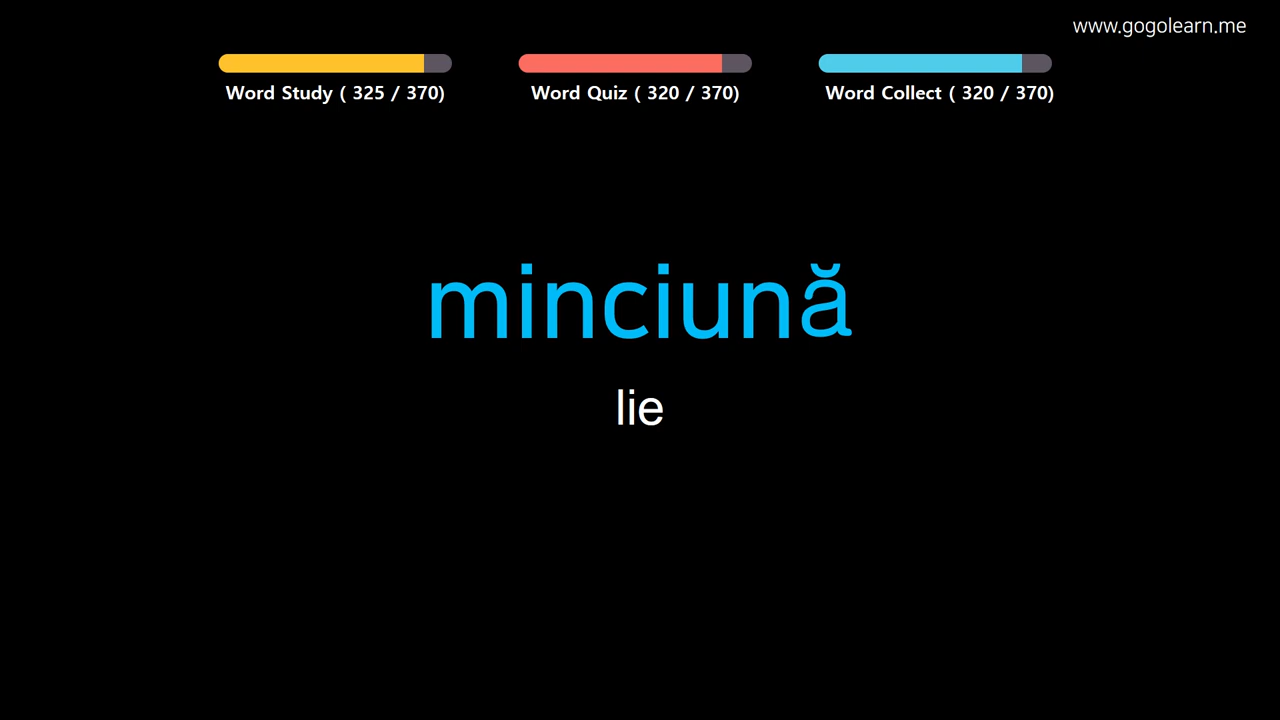 www.gogolearn.me
Word Study ( 325 / 370)
Word Quiz ( 320 / 370)
Word Collect ( 320 / 370)
minciună
lie